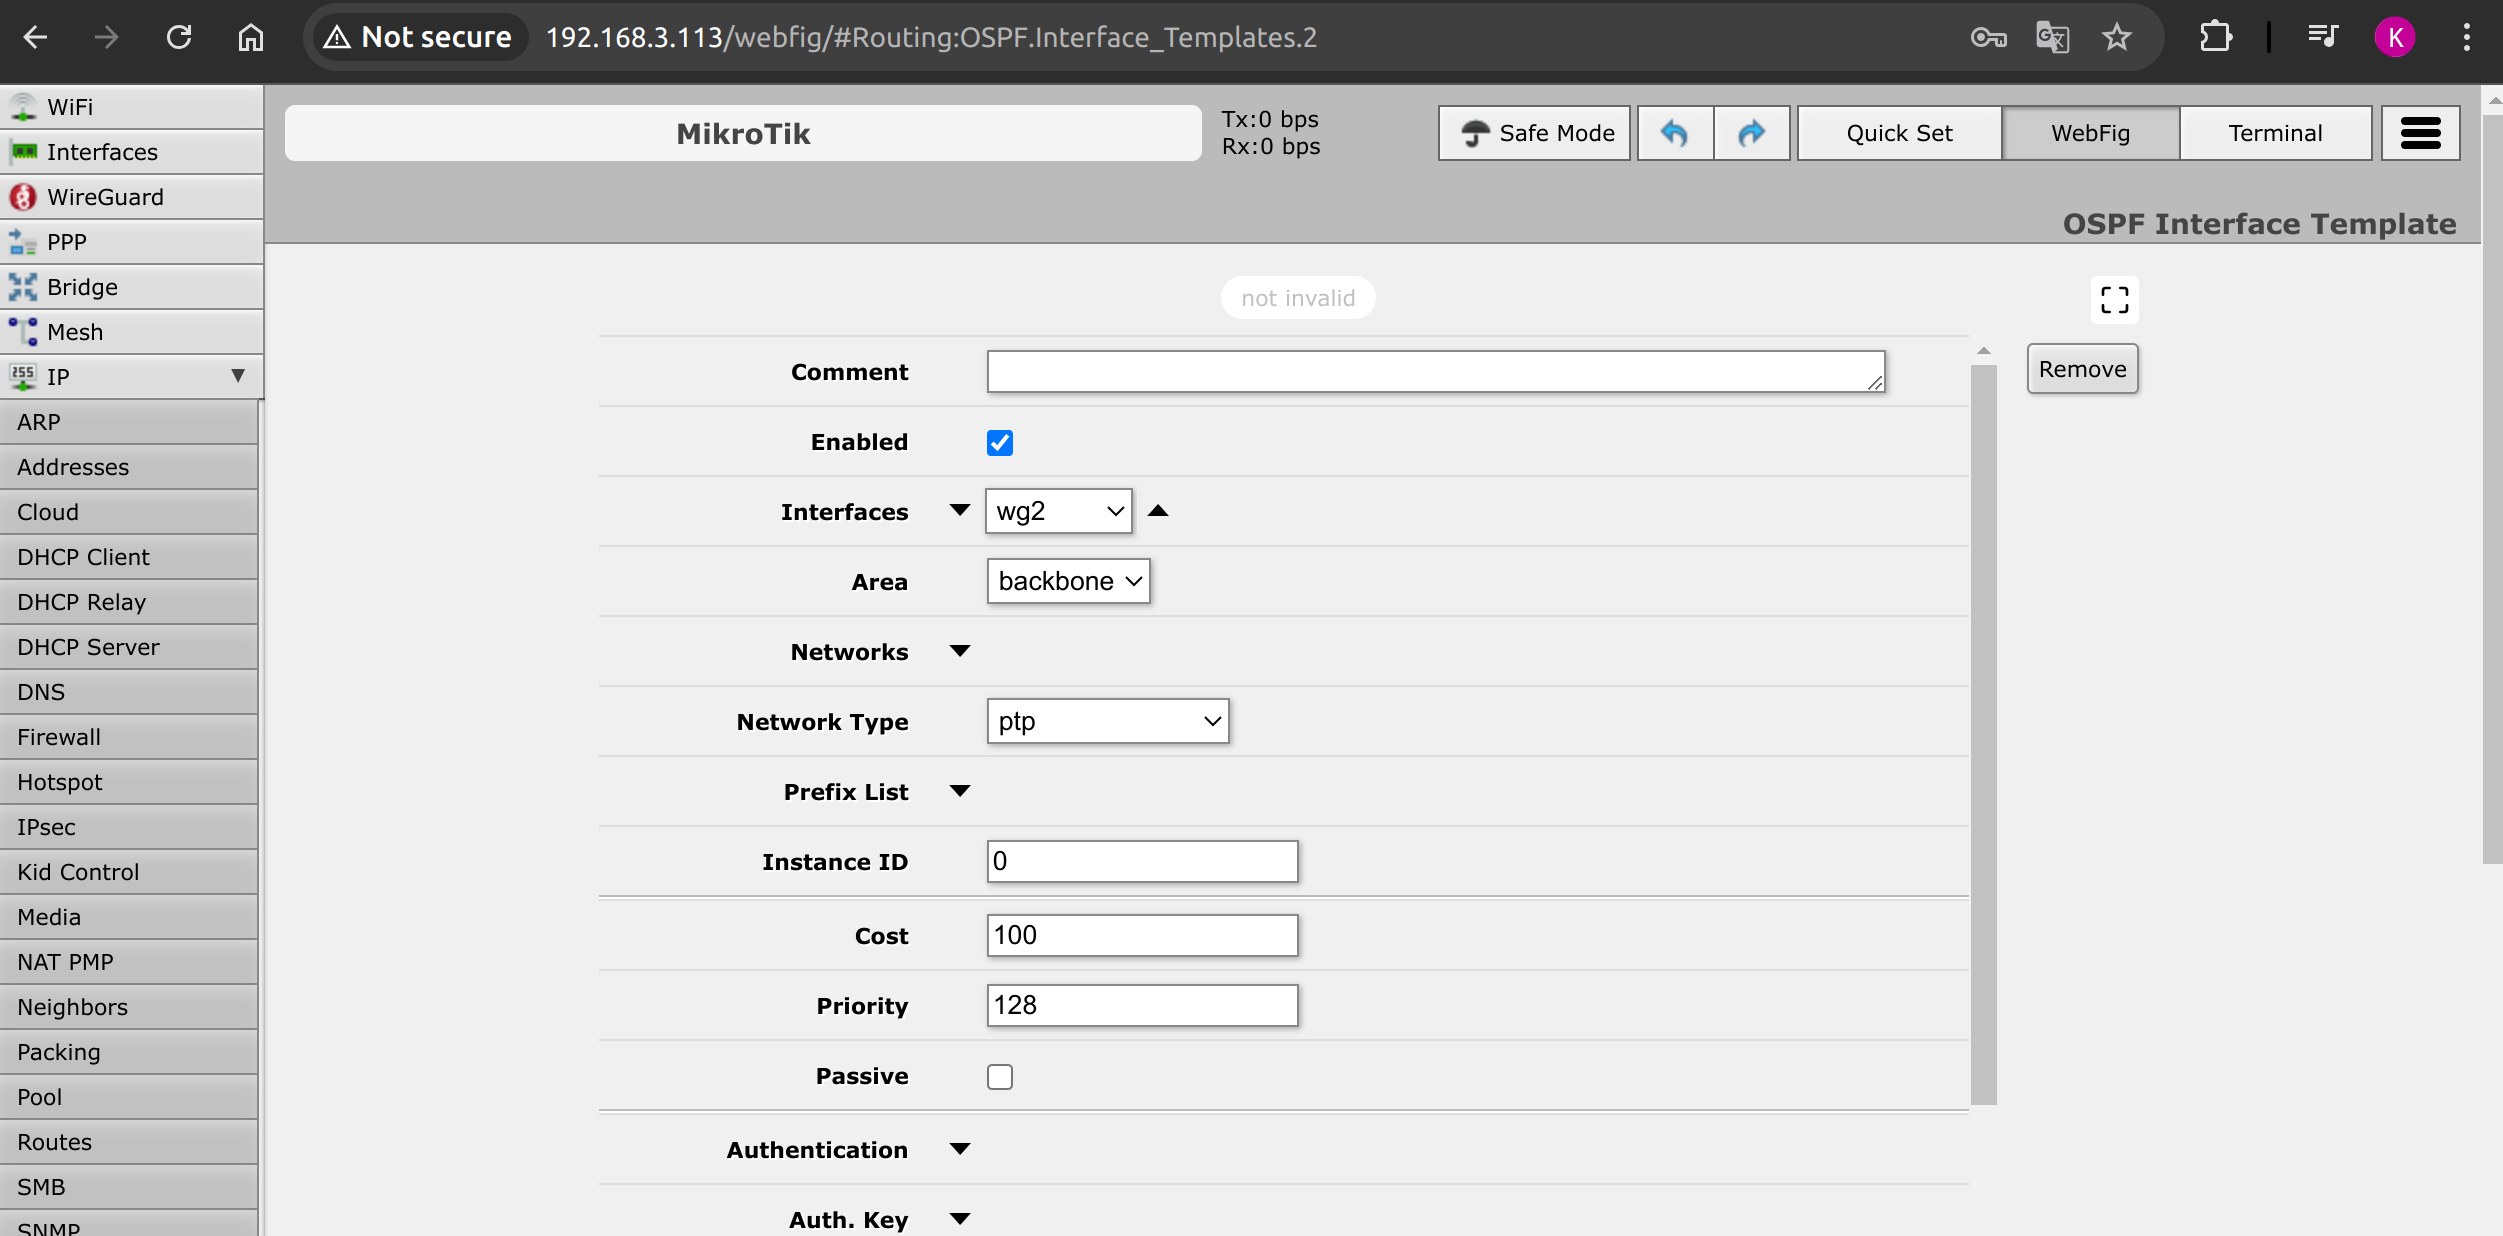 Not secure 192.168.3.113/webfig/#Routing:OSPF.Interface_Templates.2
K
WiFi
Interfaces
WireGuard
PPP
Bridge
Mesh
IP
ARP
Addresses
Cloud
DHCP Client
DHCP Relay
DHCP Server
DNS
Firewall
Hotspot
IPsec
Kid Control
Media
NAT PMP
Neighbors
Packing
Pool
Routes
SMB
SNMP
MikroTik
Tx:0 bps
Rx:0 bps
Safe Mode
Quick Set
WebFig
Terminal
OSPF Interface Template
not invalid
Remove
Comment
Enabled
Interfaces wg2
Area backbone
Networks
Network Type ptp
Prefix List
Instance ID 0
Cost 100
Priority 128
Passive
Authentication
Auth. Key